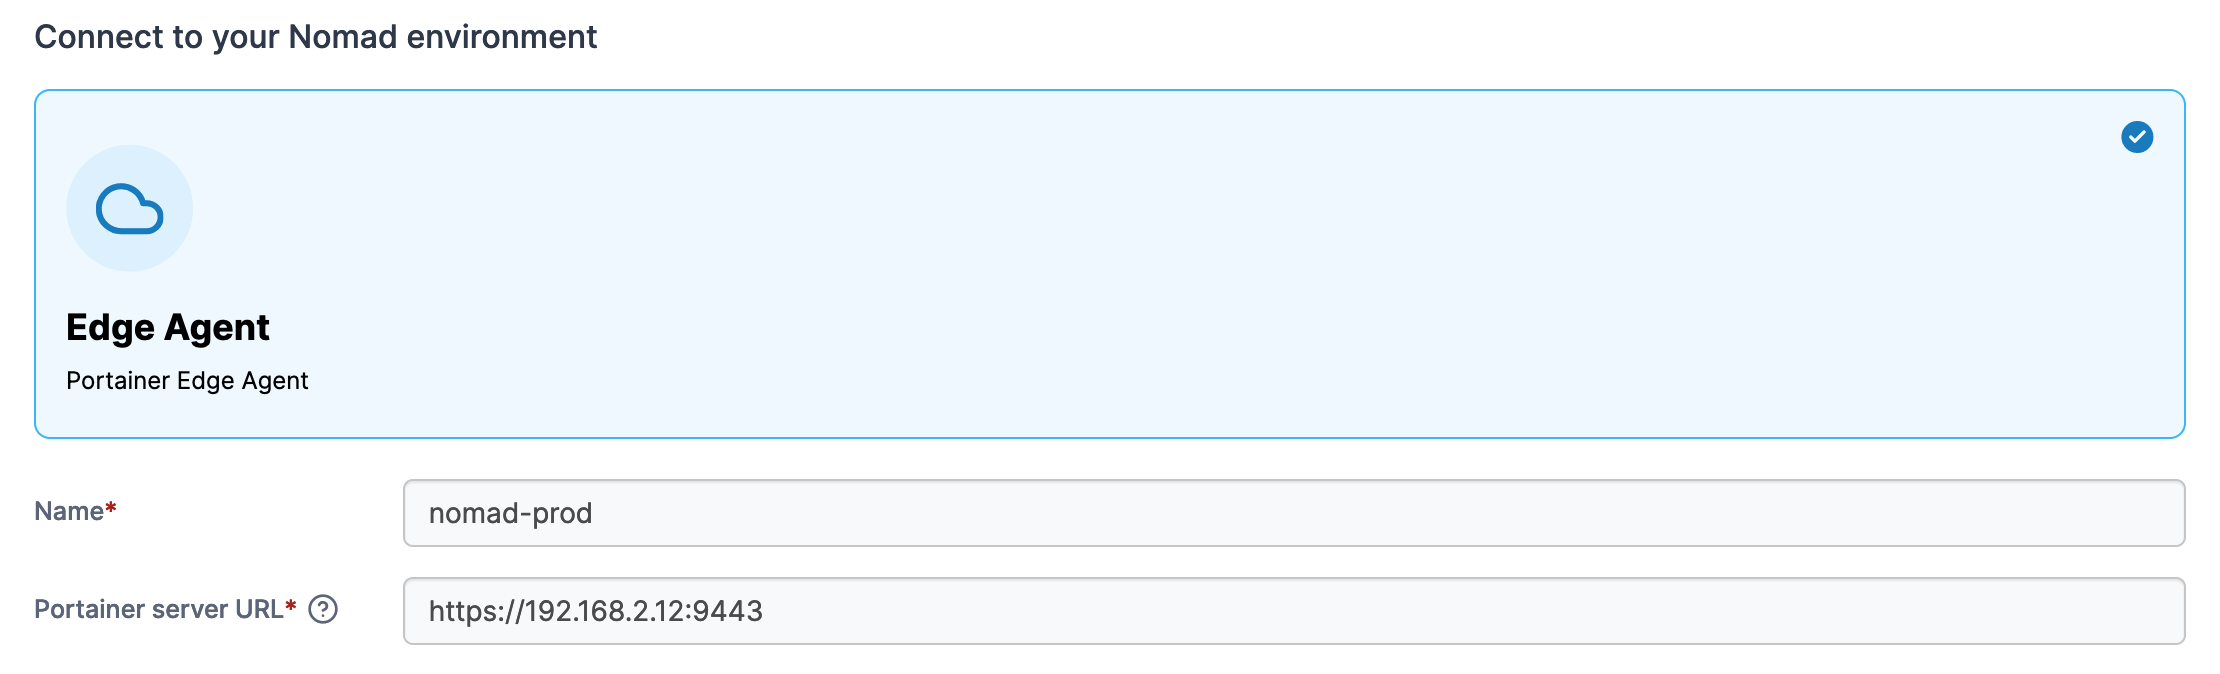 Connect to your Nomad environment
Edge Agent
Portainer Edge Agent
Name*
nomad-prod
Portainer server URL* ?
https://192.168.2.12:9443